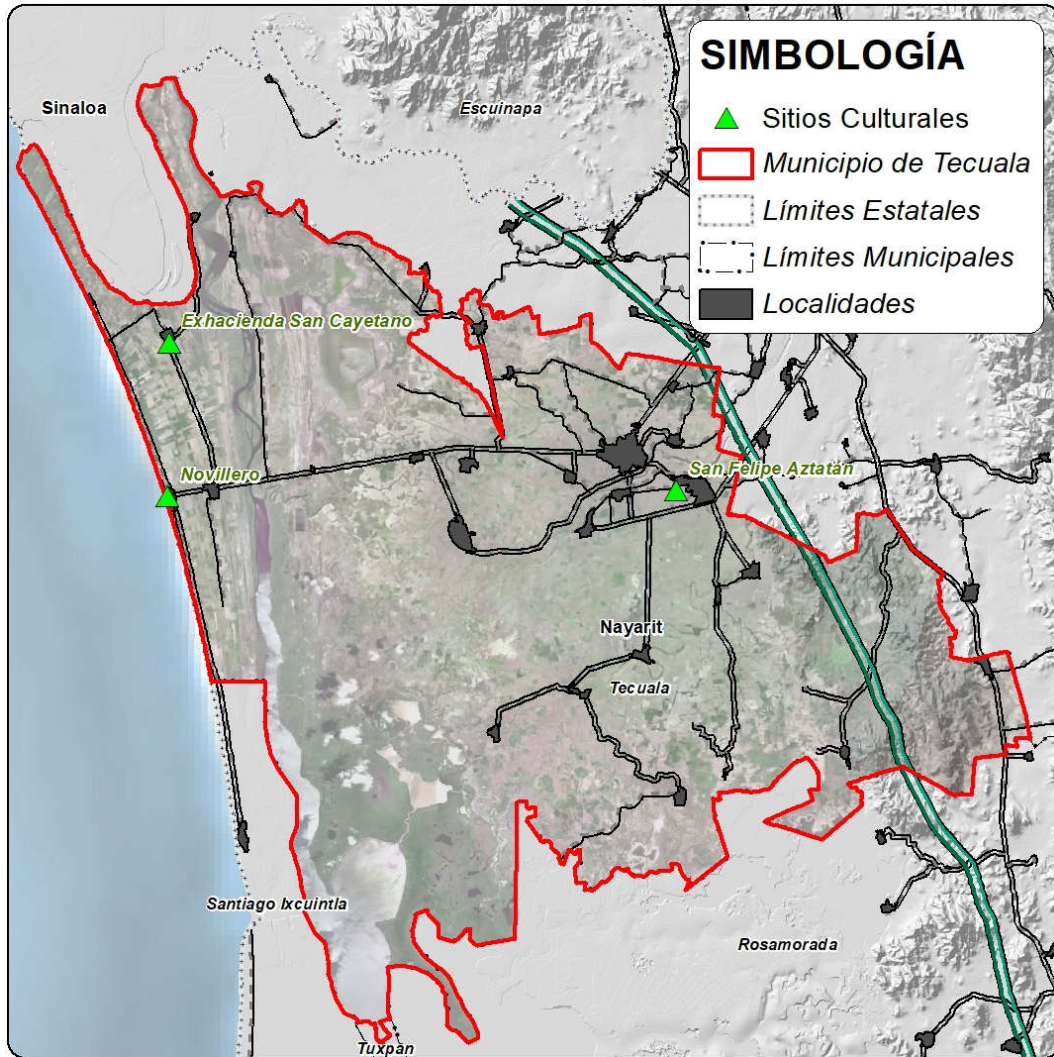 SIMBOLOGÍA
Sitios Culturales
Municipio de Tecuala
Límites Estatales
Límites Municipales
Localidades
Sinaloa
Escuinapa
Exhacienda San Cayetano
Novillero
San Felipe Aztatán
Nayarit
Tecuala
Santiago Ixcuintla
Rosamorada
Tuxpan